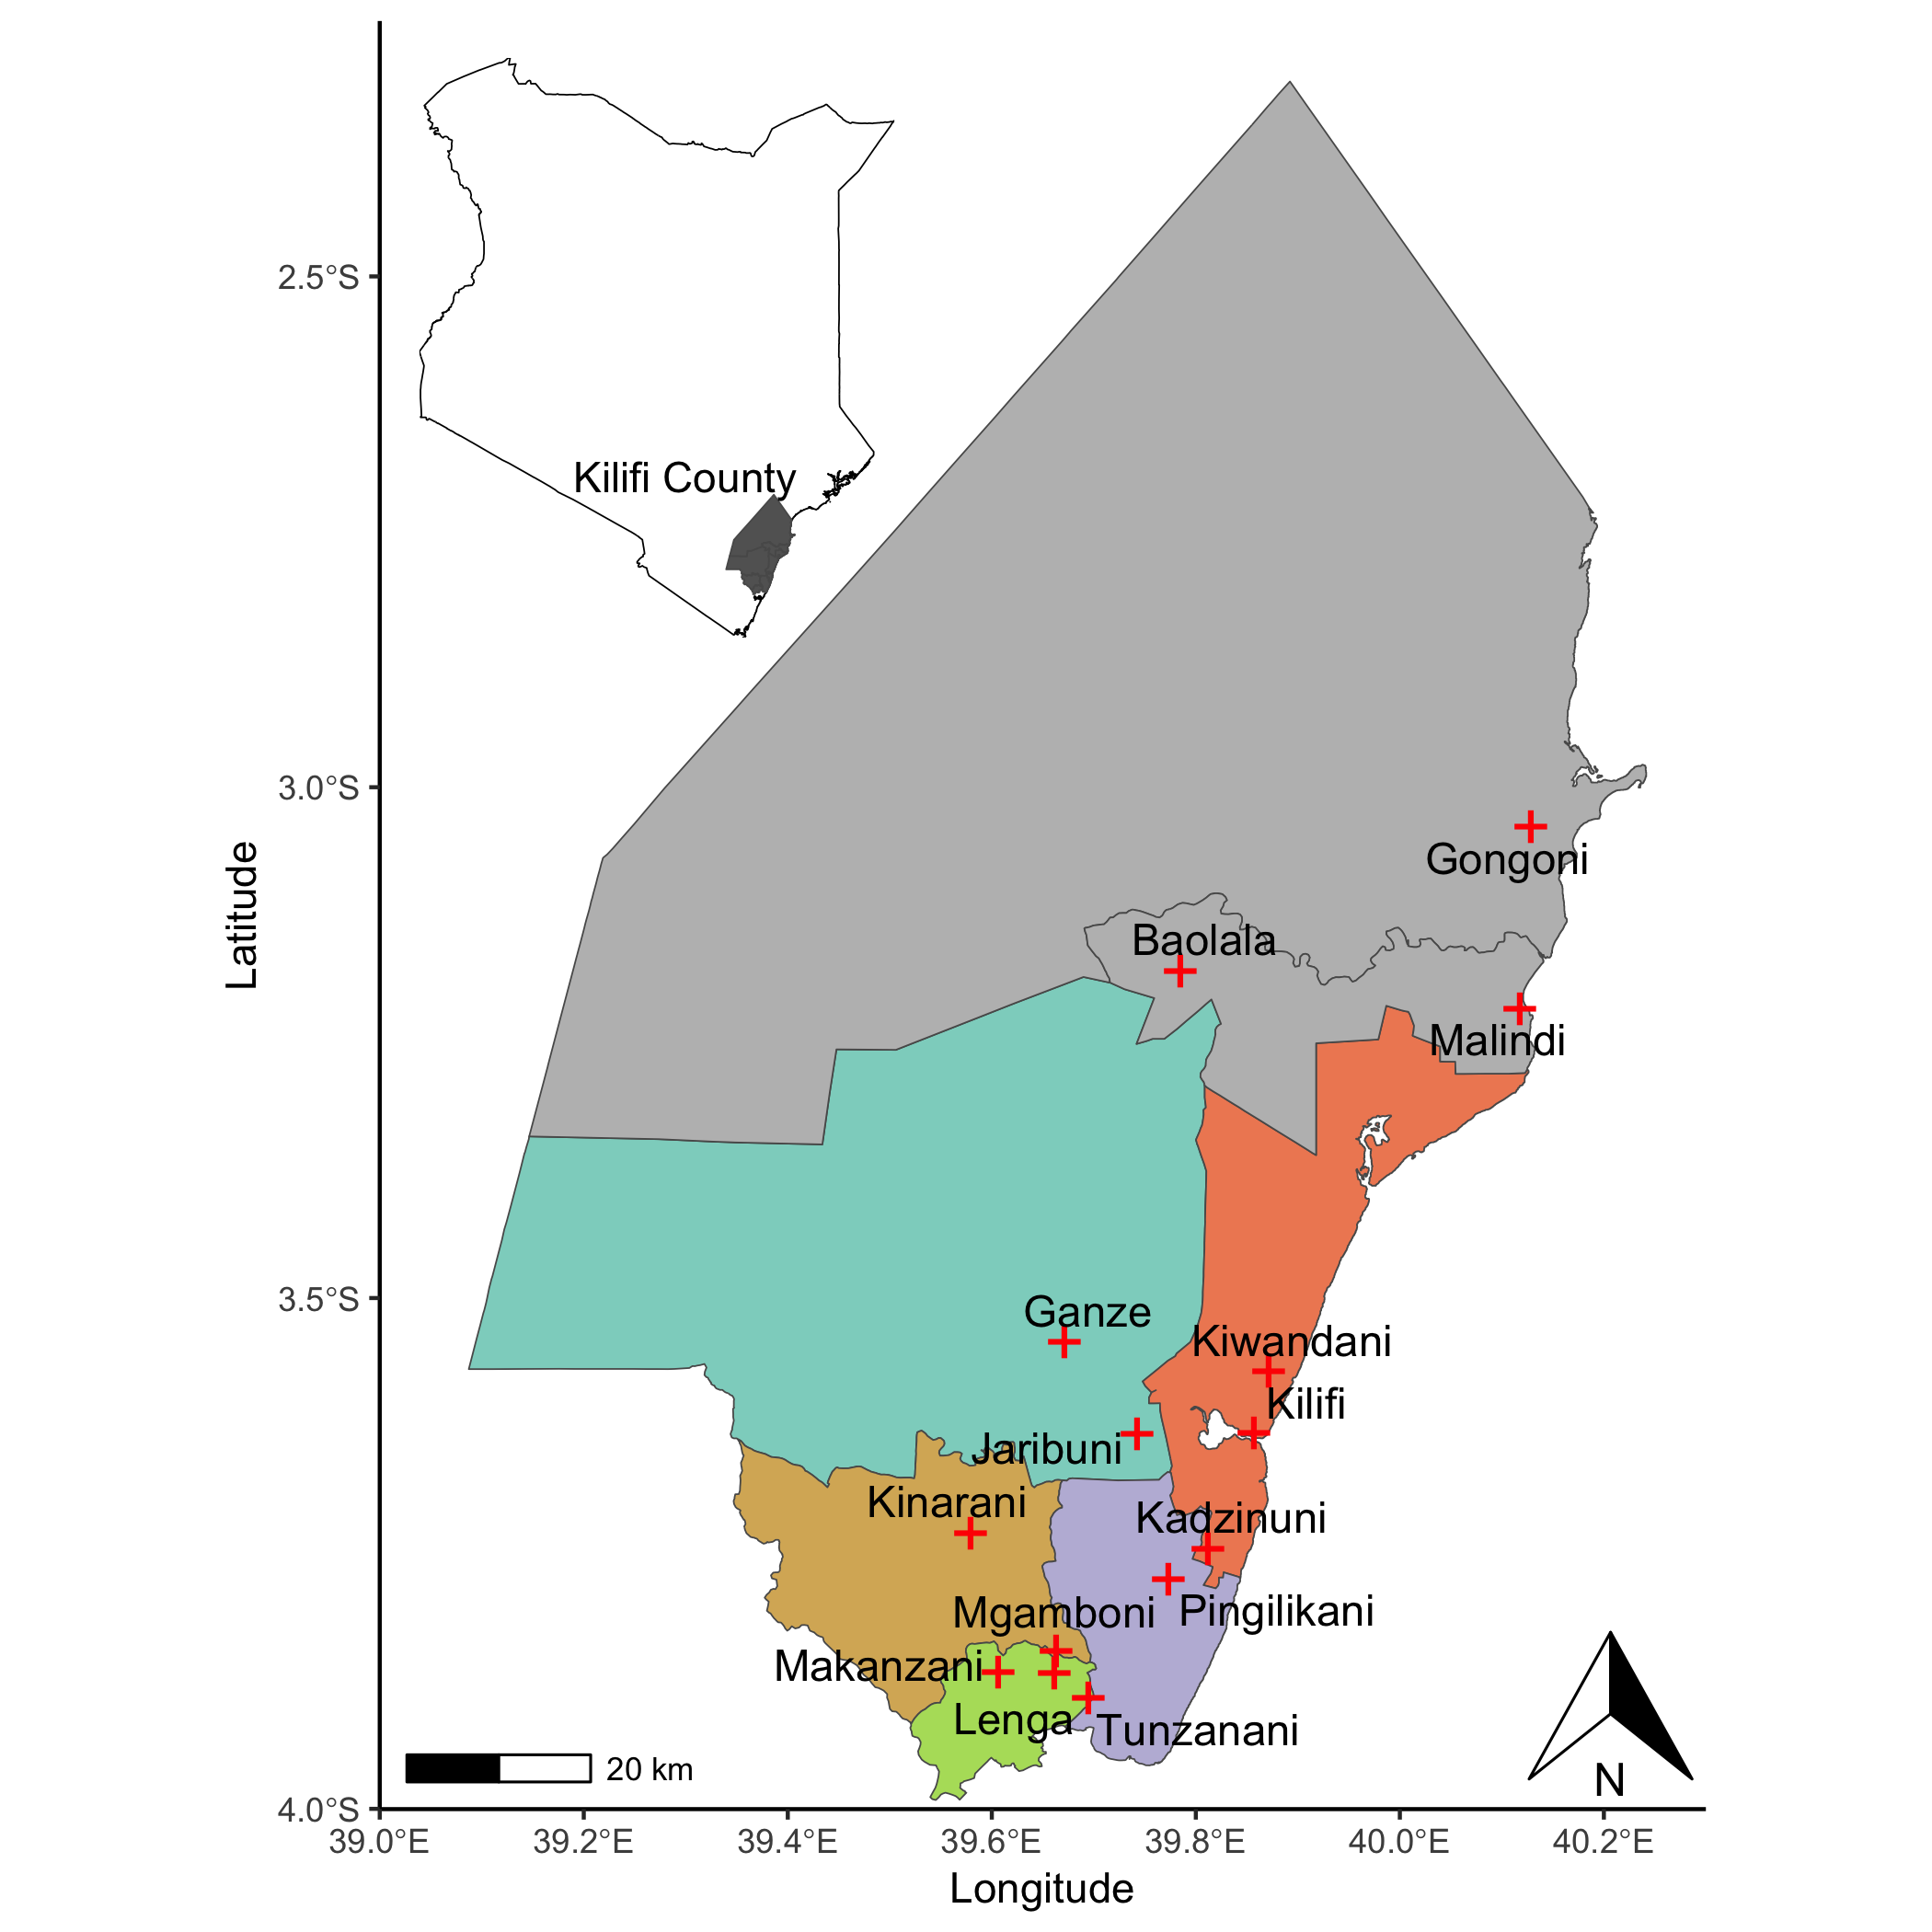 Kilifi County
2.5°S
3.0°S
Gongoni
Baolala
Latitude
Malindi
3.5°S
Ganze
Kiwandani
Kilifi
Jaribuni
Kinarani
Kadzinuni
Mgamboni
Pingilikani
Makanzani
Lenga
Tunzanani
20 km
N
4.0°S
39.0°E 39.2°E 39.4°E 39.6°E 39.8°E 40.0°E 40.2°E
Longitude